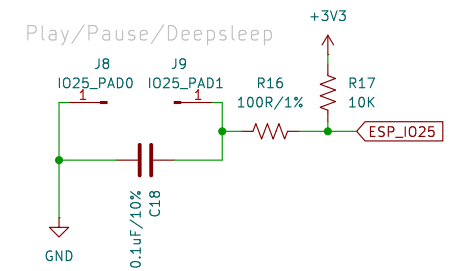 Play/Pause/Deepsleep
+3V3
J8
IO25_PAD0
1
J9
IO25_PAD1
1
R16
100R/1%
R17
10K
ESP_IO25
0.1uF/10%
C18
GND